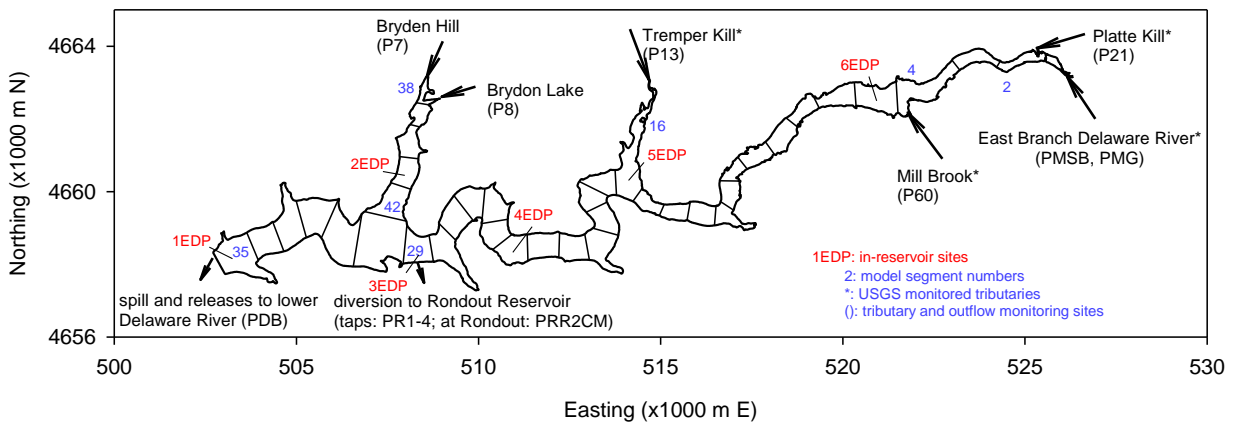 Bryden Hill
(P7)
Tremper Kill*
(P13)
Platte Kill*
(P21)
4664
6EDP
4
38
2
Brydon Lake
(P8)
16
East Branch Delaware River*
(PMSB, PMG)
2EDP
5EDP
Mill Brook*
(P60)
4660
42
4EDP
1EDP
35
29
3EDP
1EDP: in-reservoir sites
2: model segment numbers
*: USGS monitored tributaries
(): tributary and outflow monitoring sites
spill and releases to lower
Delaware River (PDB)
diversion to Rondout Reservoir
(taps: PR1-4; at Rondout: PRR2CM)
4656
500
505
510
515
520
525
530
Easting (x1000 m E)
Northing (x1000 m N)